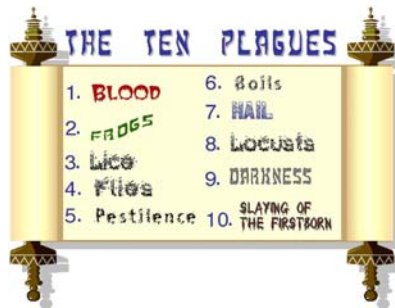 THE TEN PLAGUES
1. BLOOD
2. FROGS
3. Lice
4. Flies
5. Pestilence
6. Boils
7. HAIL
8. Locusts
9. DARKNESS
10. SLAYING OF
THE FIRSTBORN